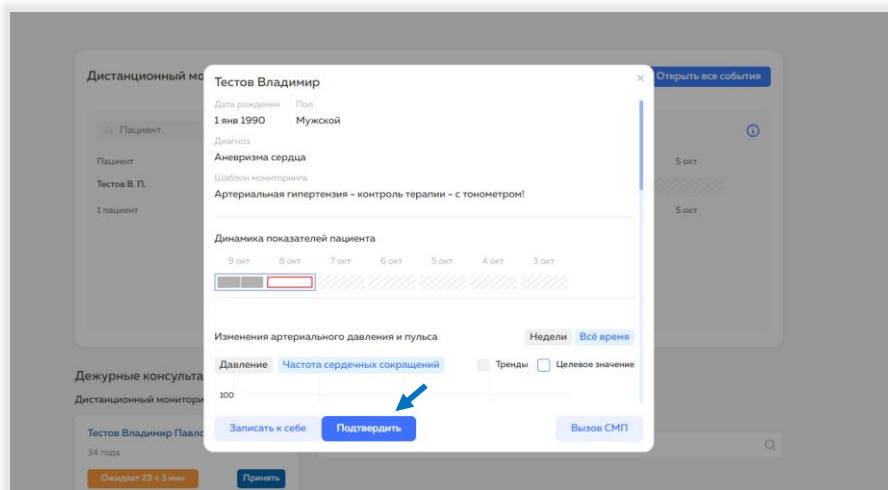 Дистанционный мо
Открыть все события
Пациент
Пациент
5 окт
Тестов В. П.
1 пациент
5 окт
Тестов Владимир
Дата рождения Пол
1 янв 1990 Мужской
Диагноз
Аневризма сердца
Шаблон мониторинга
Артериальная гипертензия - контроль терапии - с тонометром!
Динамика показателей пациента
9 окт 8 окт 7 окт 6 окт 5 окт 4 окт 3 окт
Изменения артериального давления и пульса Недели Всё время
Давление Частота сердечных сокращений Тренды Целевое значение
100
Записать к себе Подтвердить Вызов СМП
Дежурные консульта
Дистанционный монитори
Тестов Владимир Павло
34 года
Ожидает 23 ч 3 мин Принять